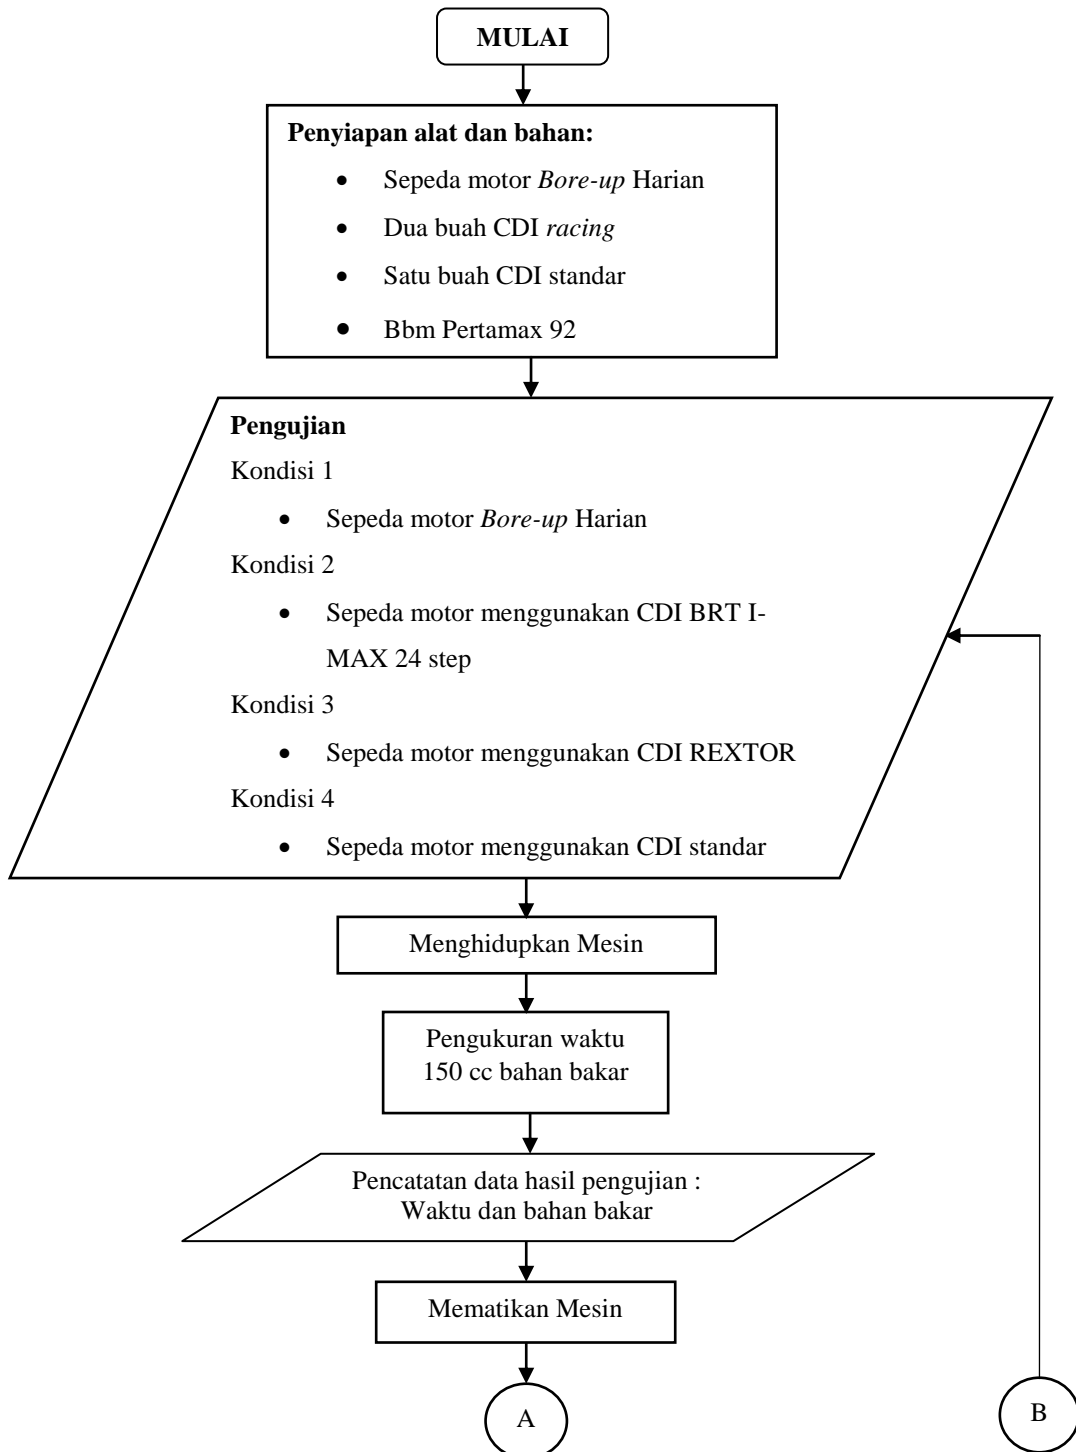 MULAI
Penyiapan alat dan bahan:
• Sepeda motor Bore-up Harian
• Dua buah CDI racing
• Satu buah CDI standar
• Bbm Pertamax 92
Pengujian
Kondisi 1
• Sepeda motor Bore-up Harian
Kondisi 2
• Sepeda motor menggunakan CDI BRT I-
MAX 24 step
Kondisi 3
• Sepeda motor menggunakan CDI REXTOR
Kondisi 4
• Sepeda motor menggunakan CDI standar
Menghidupkan Mesin
Pengukuran waktu
150 cc bahan bakar
Pencatatan data hasil pengujian :
Waktu dan bahan bakar
Mematikan Mesin
A
B